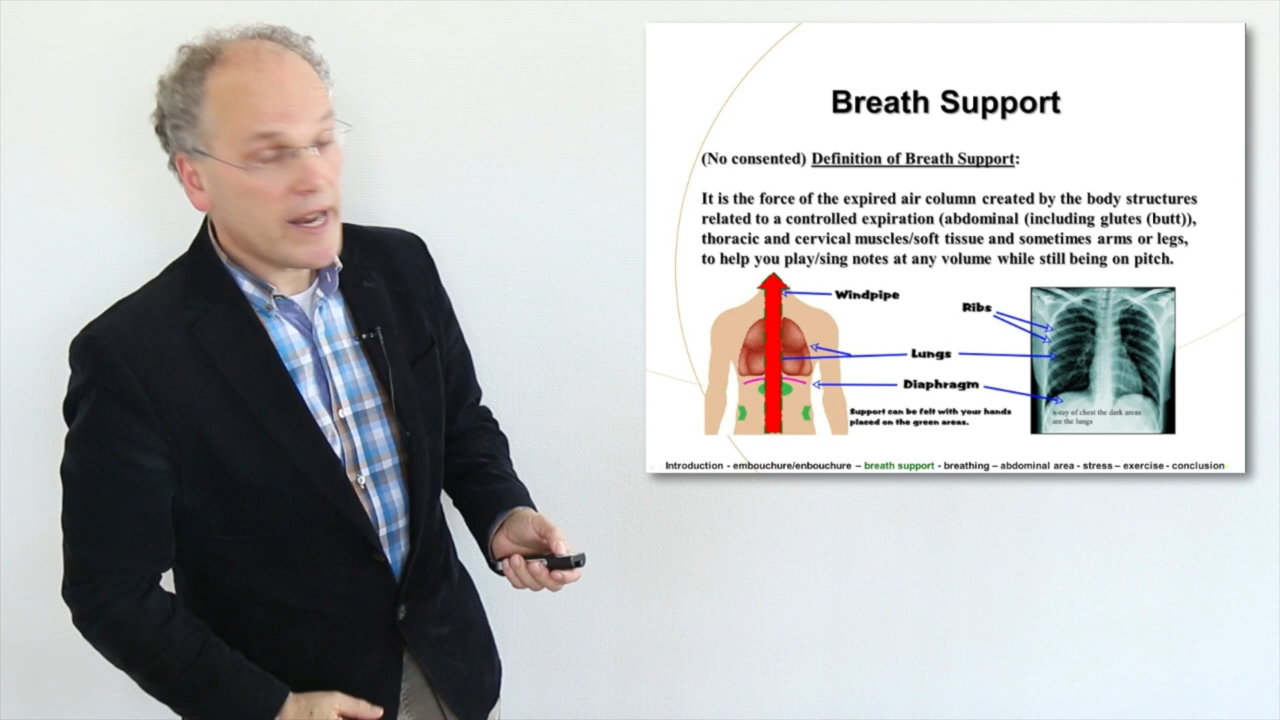 Breath Support
(No consented) Definition of Breath Support:
It is the force of the expired air column created by the body structures
related to a controlled expiration (abdominal (including glutes (butt)),
thoracic and cervical muscles/soft tissue and sometimes arms or legs,
to help you play/sing notes at any volume while still being on pitch.
Windpipe
Ribs
Lungs
Diaphragm
Support can be felt with your hands
placed on the green areas.
x-ray of chest the dark areas
are the lungs
Introduction - embouchure/enbouchure – breath support - breathing – abdominal area - stress – exercise - conclusion